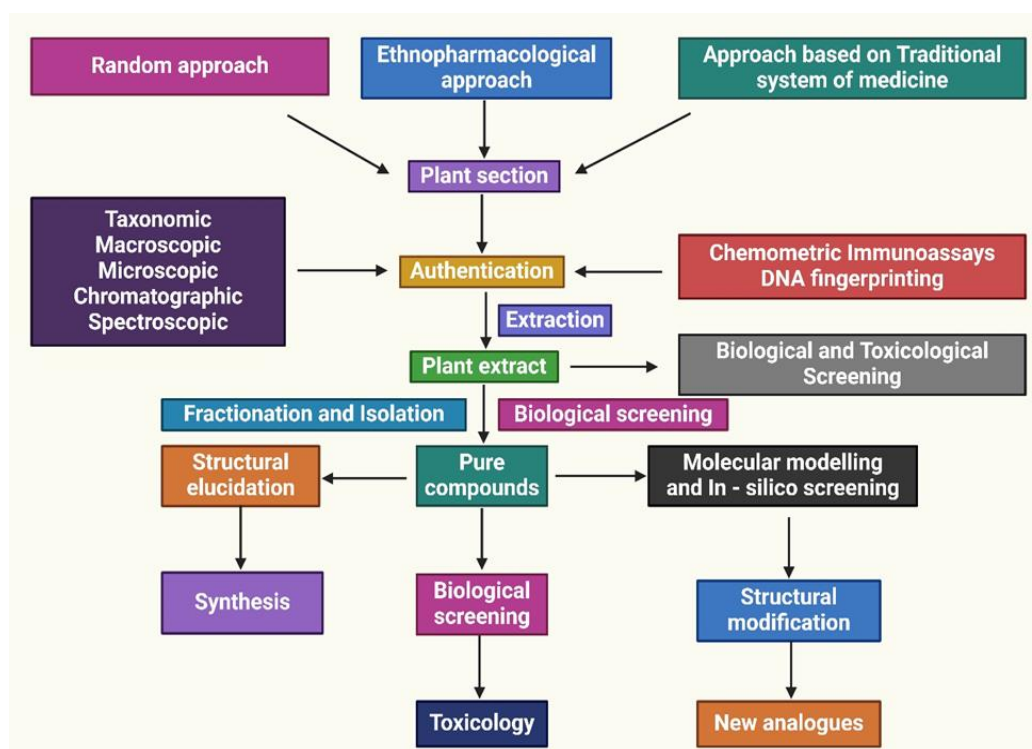 Random approach
Ethnopharmacological
approach
Approach based on Traditional
system of medicine
Plant section
Taxonomic
Macroscopic
Microscopic
Chromatographic
Spectroscopic
Authentication
Chemometric Immunoassays
DNA fingerprinting
Extraction
Plant extract
Biological and Toxicological
Screening
Fractionation and Isolation
Biological screening
Structural
elucidation
Pure
compounds
Molecular modelling
and In - silico screening
Synthesis
Biological
screening
Structural
modification
Toxicology
New analogues